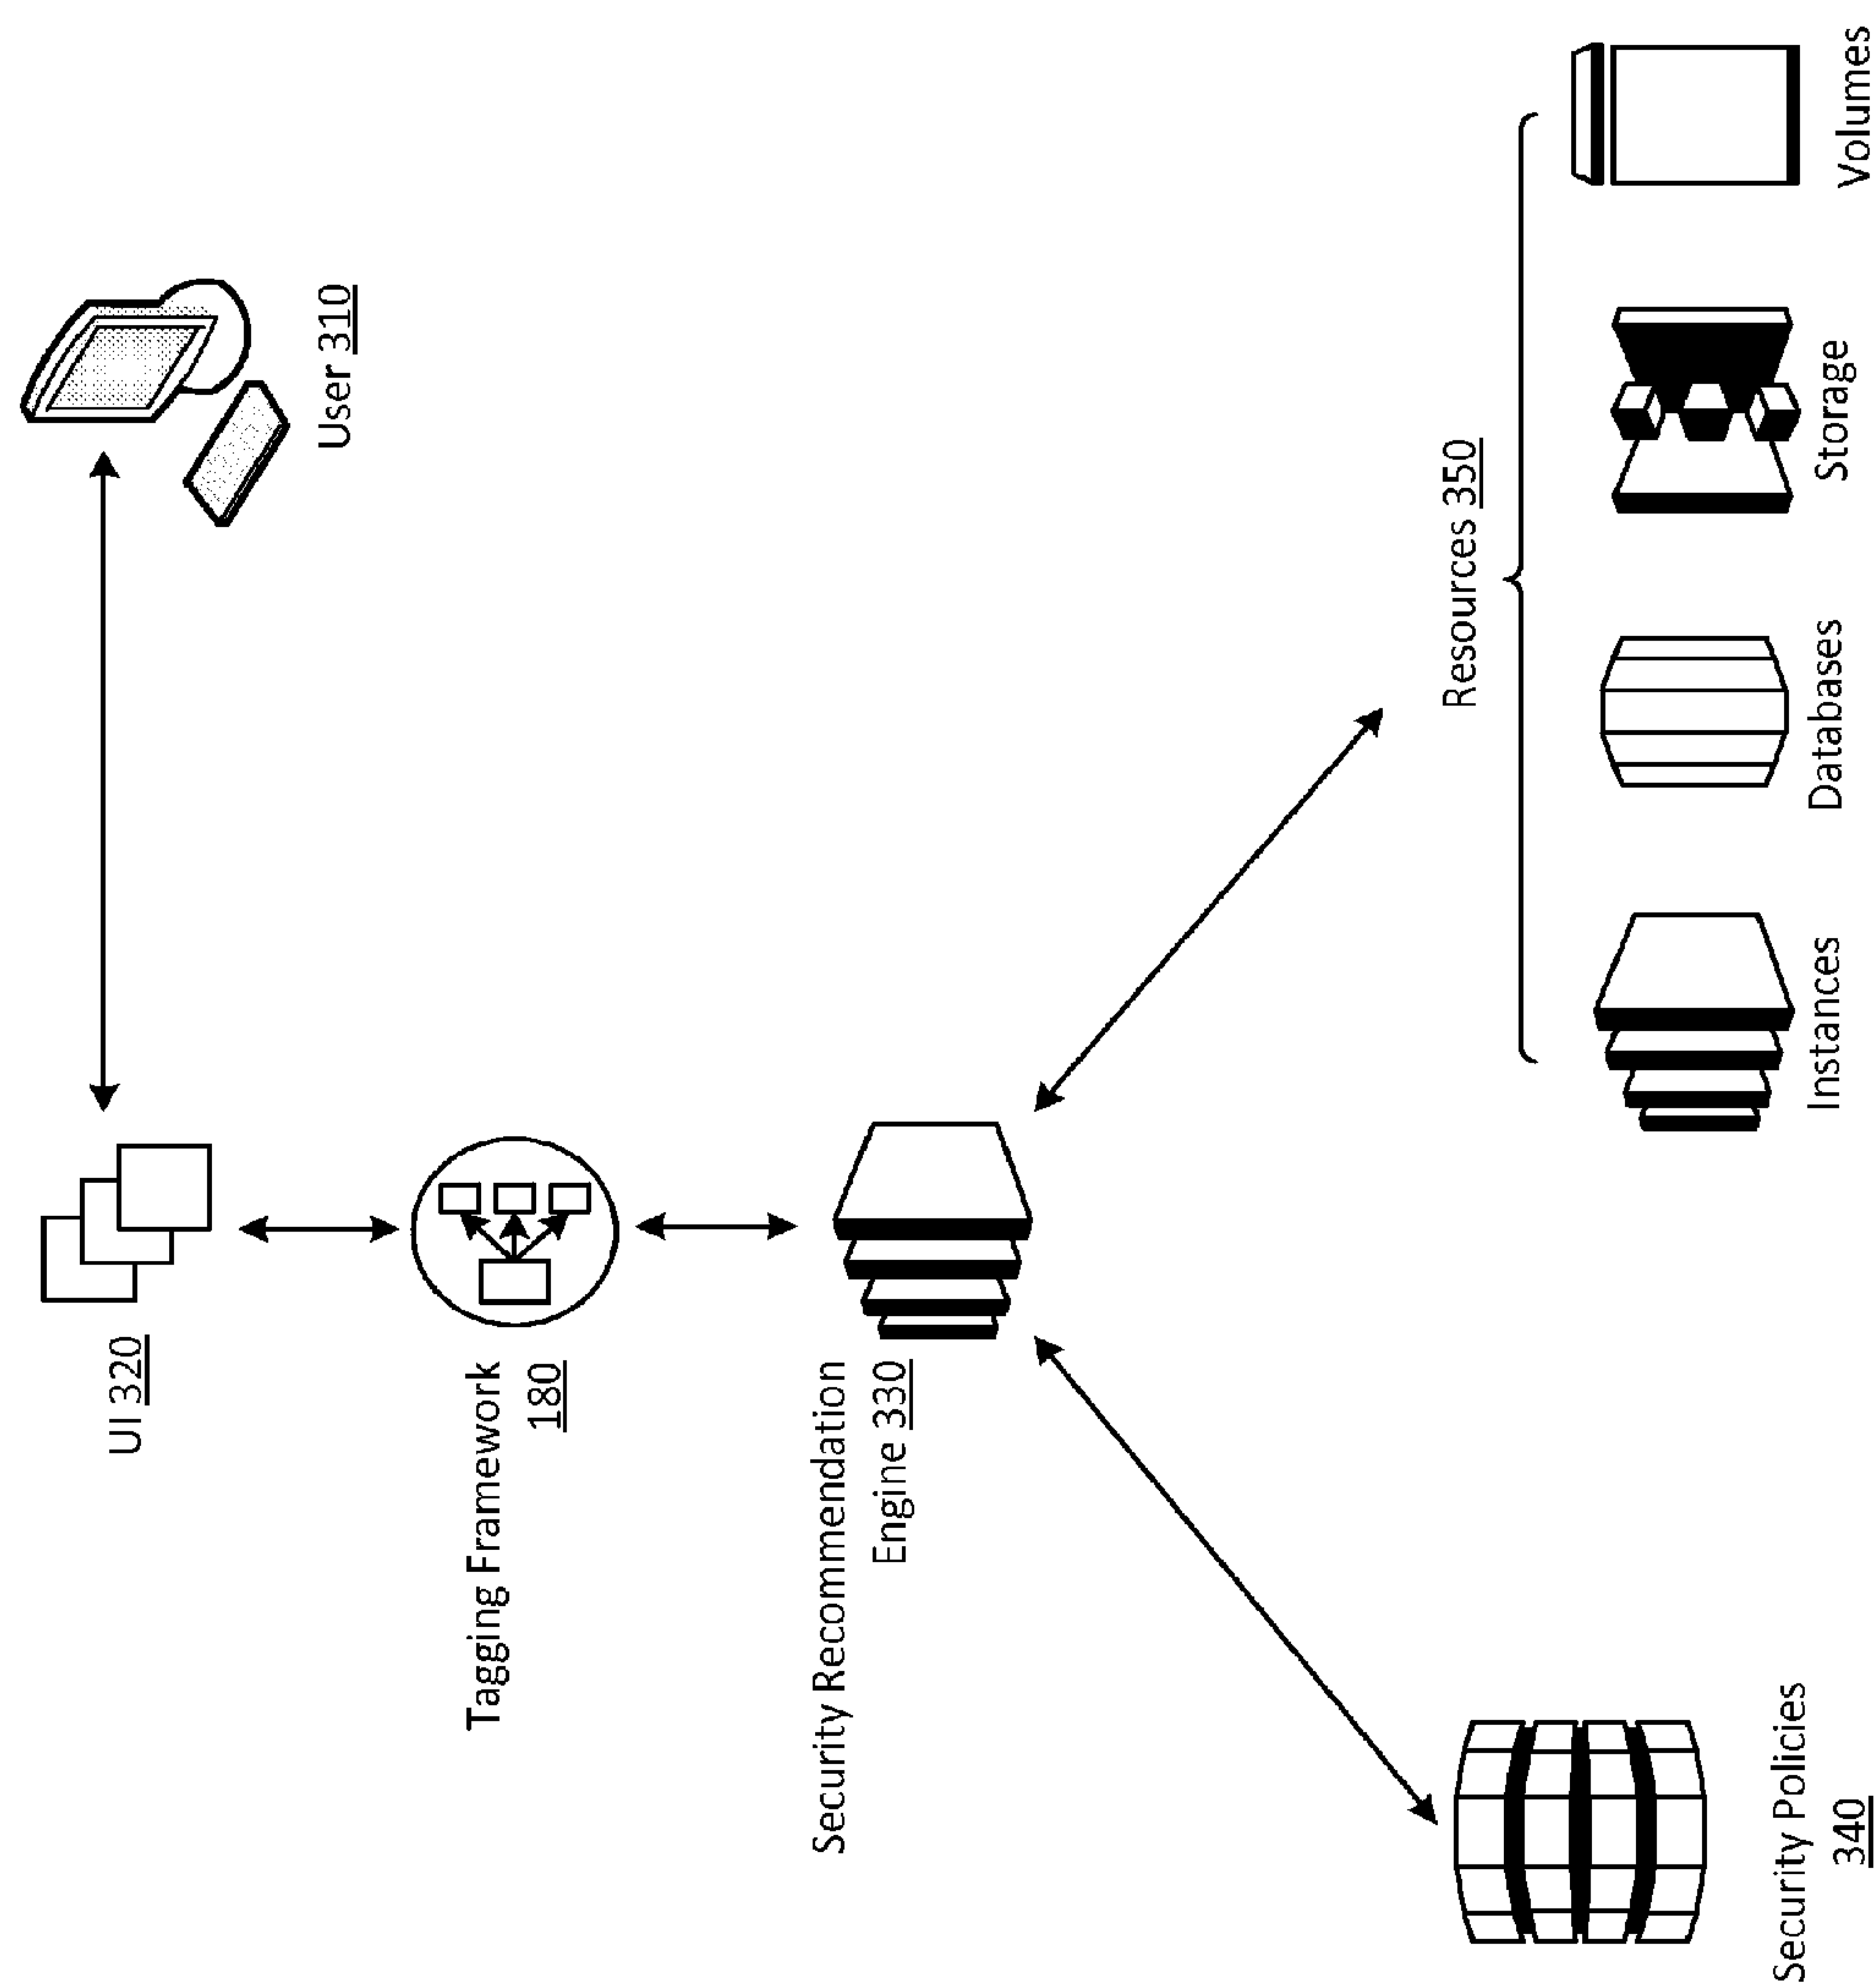 User 310
UI 320
Tagging Framework
180
Security Recommendation
Engine 330
Resources 350
Instances
Databases
Storage
Volumes
Security Policies
340